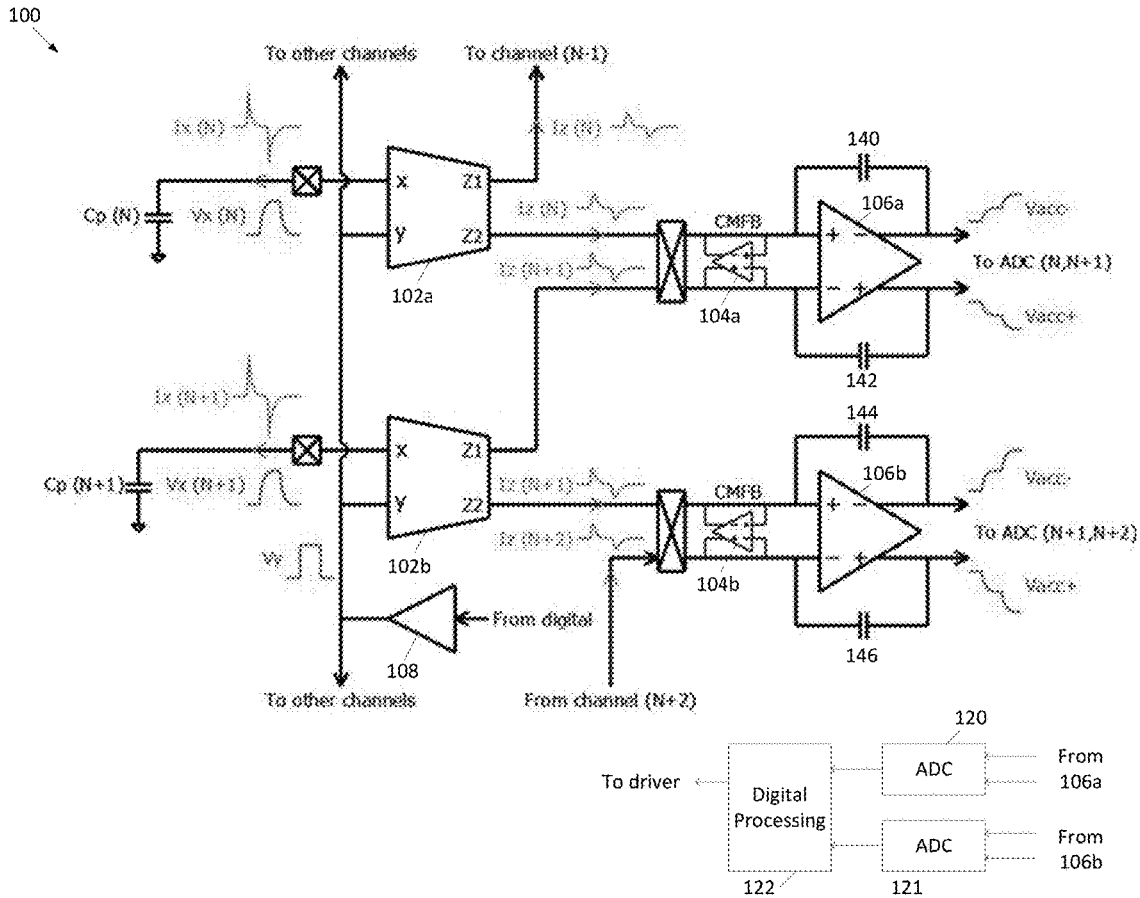 100
To other channels
To channel (N-1)
Ix (N)
Iz (N)
140
Cp (N)
Vx (N)
x
Z1
y
Z2
102a
Iz (N)
Iz (N+1)
CMFB
104a
106a
+
−
−
+
Vacc-
To ADC (N,N+1)
Vacc+
142
Ix (N+1)
144
Cp (N+1)
Vx (N+1)
x
Z1
y
Z2
102b
Iz (N+1)
Iz (N+2)
CMFB
104b
106b
+
−
−
+
Vacc-
To ADC (N+1,N+2)
Vacc+
146
Vy
From digital
108
To other channels
From channel (N+2)
120
To driver
Digital
Processing
ADC
From
106a
ADC
From
106b
122
121